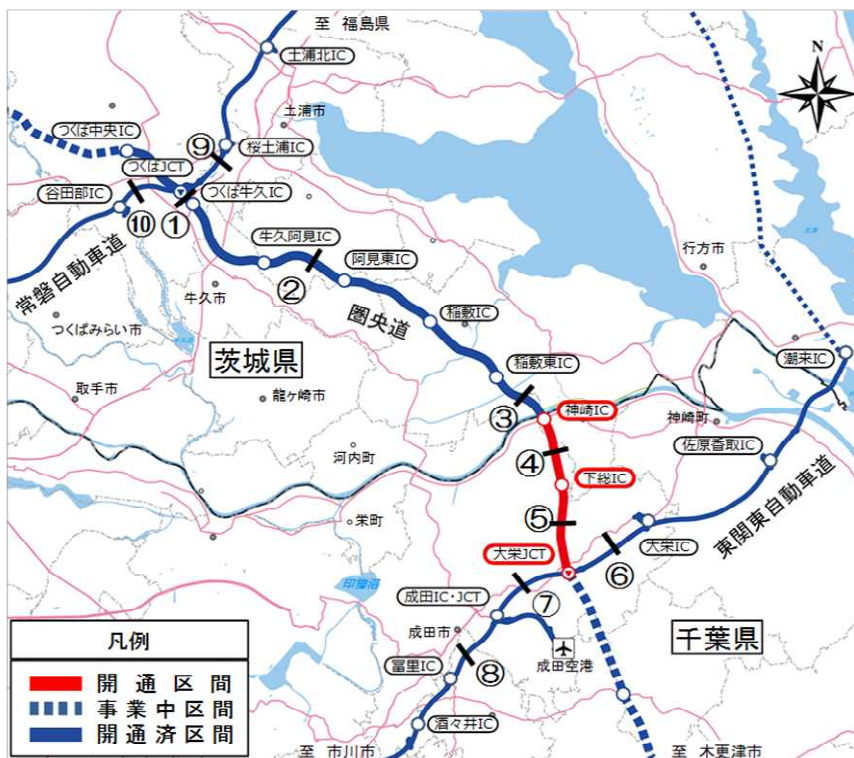 至 福島県
土浦北IC
N
土浦市
つくば中央IC
⑨
桜土浦IC
つくばJCT
谷田部IC
つくば牛久IC
⑩
①
牛久阿見IC
阿見東IC
行方市
②
常磐自動車道
牛久市
圏央道
稲敷IC
つくばみらい市
茨城県
稲敷東IC
潮来IC
取手市
龍ヶ崎市
③
神崎IC
神崎町
河内町
④
佐原香取IC
下総IC
栄町
⑤
東関東自動車道
大栄JCT
大栄IC
⑥
印旛沼
成田IC・JCT
⑦
凡例
成田市
千葉県
⑧
成田空港
富里IC
開通区間
事業中区間
酒々井IC
開通済区間
至 市川市
至 木更津市